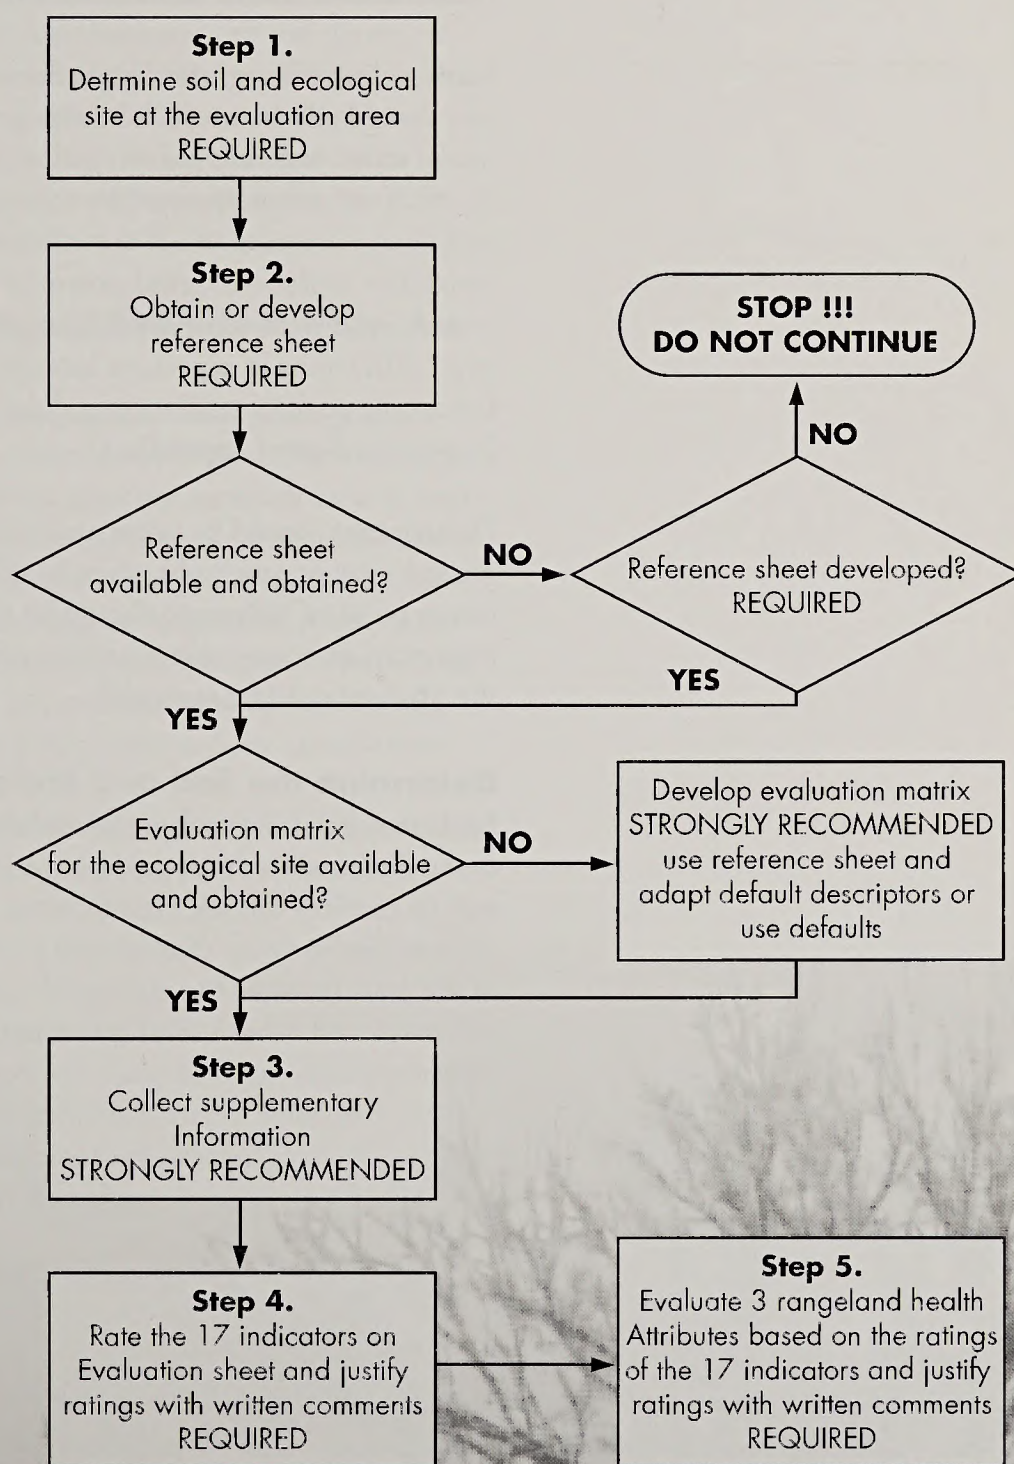 Step 1.
Detrmine soil and ecological
site at the evaluation area
REQUIRED
Step 2.
Obtain or develop
reference sheet
REQUIRED
STOP !!!
DO NOT CONTINUE
NO
Reference sheet
available and obtained?
NO
Reference sheet developed?
REQUIRED
YES
YES
Evaluation matrix
for the ecological site available
and obtained?
NO
Develop evaluation matrix
STRONGLY RECOMMENDED
use reference sheet and
adapt default descriptors or
use defaults
YES
Step 3.
Collect supplementary
Information
STRONGLY RECOMMENDED
Step 4.
Rate the 17 indicators on
Evaluation sheet and justify
ratings with written comments
REQUIRED
Step 5.
Evaluate 3 rangeland health
Attributes based on the ratings
of the 17 indicators and justify
ratings with written comments
REQUIRED